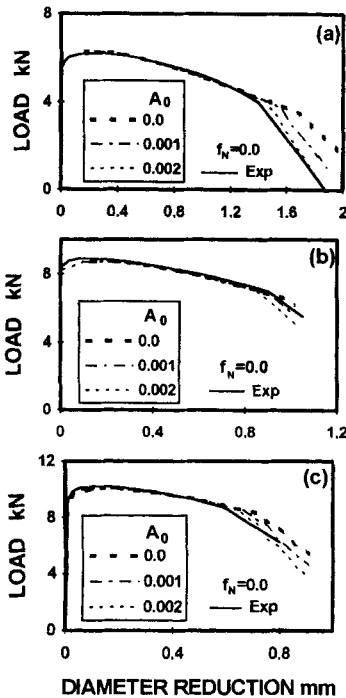 (a)
8
LOAD kN
4
0
A0
0.0
0.001
0.002
fN=0.0
Exp
0 0.4 0.8 1.2 1.6 2
(b)
8
LOAD kN
4
0
A0
0.0
0.001
0.002
fN=0.0
Exp
0 0.4 0.8 1.2
(c)
12
LOAD kN
8
4
0
A0
0.0
0.001
0.002
fN=0.0
Exp
0 0,4 0,8
DIAMETER REDUCTION mm